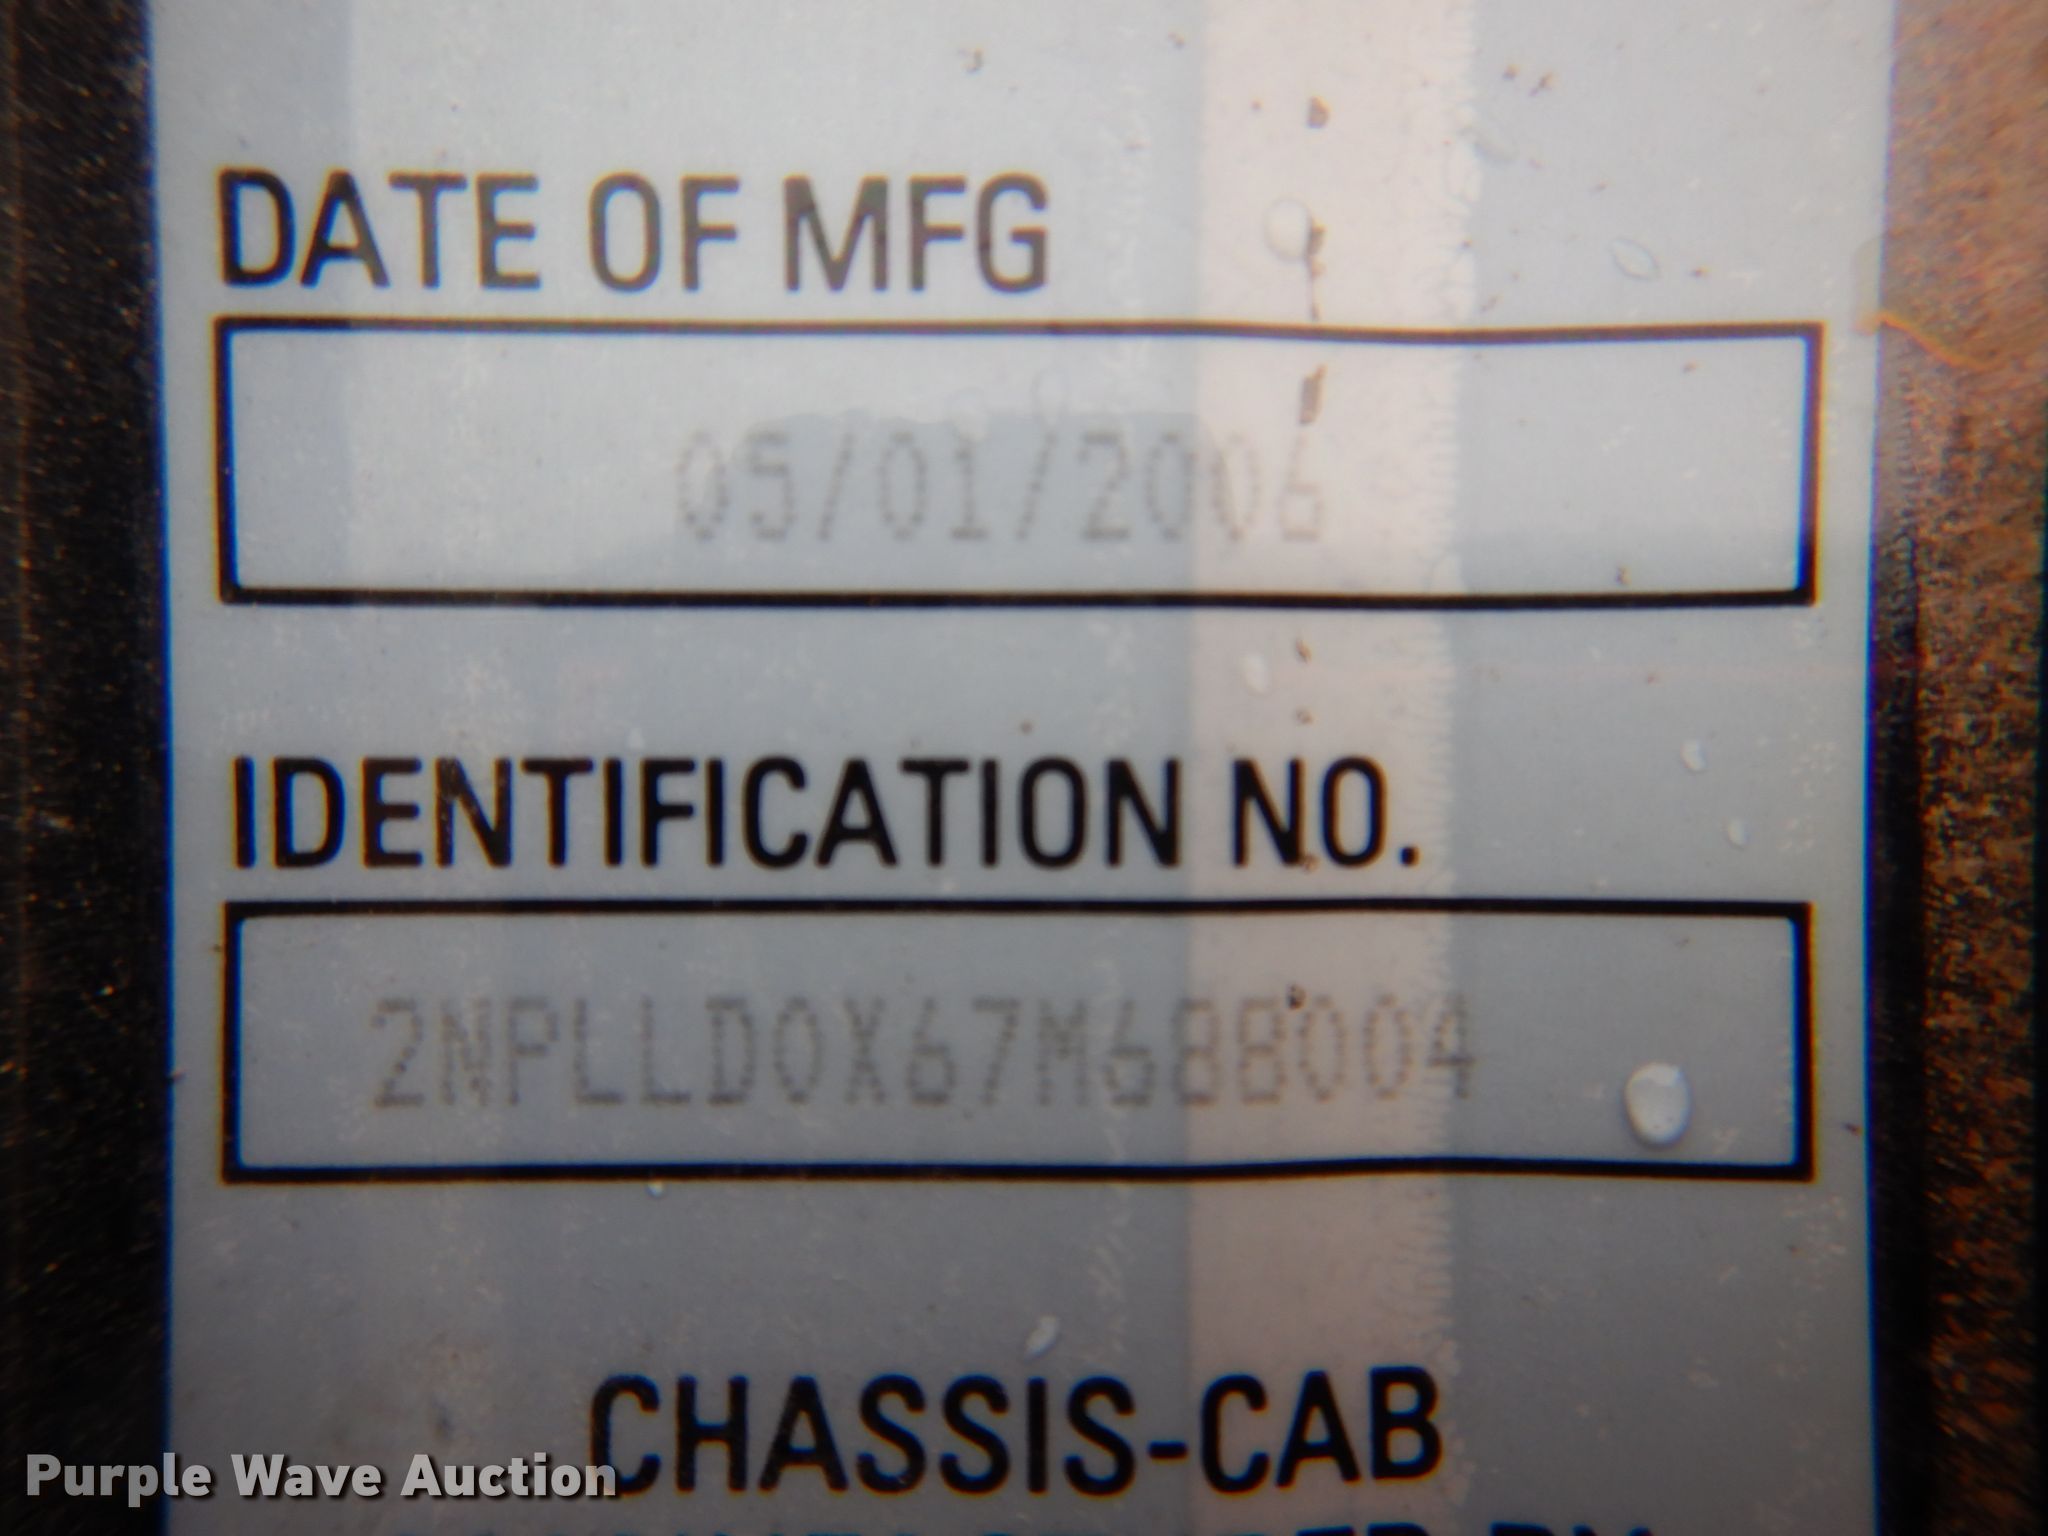 DATE OF MFG
05/01/2006
IDENTIFICATION NO.
2NPLLD0X67M688004
CHASSIS-CAB
Purple Wave Auction